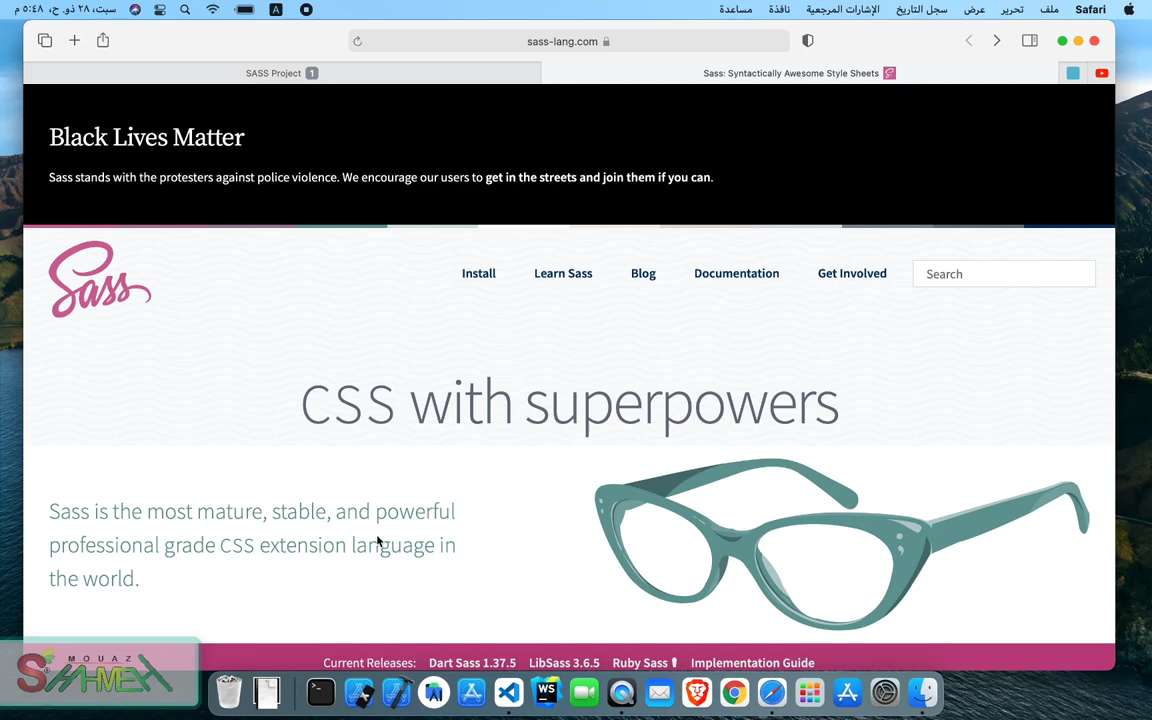 سبت، ٢٨ ذو. ح، ٥:٤٨ م
A
مساعدة
نافذة
الإشارات المرجعية
سجل التاريخ
عرض
تحرير
ملف
Safari
sass-lang.com
SASS Project 1
Sass: Syntactically Awesome Style Sheets
Black Lives Matter
Sass stands with the protesters against police violence. We encourage our users to get in the streets and join them if you can.
Sass
Install
Learn Sass
Blog
Documentation
Get Involved
Search
CSS with superpowers
Sass is the most mature, stable, and powerful
professional grade CSS extension language in
the world.
Current Releases: Dart Sass 1.37.5 LibSass 3.6.5 Ruby Sass Implementation Guide
MOUAZ
WS